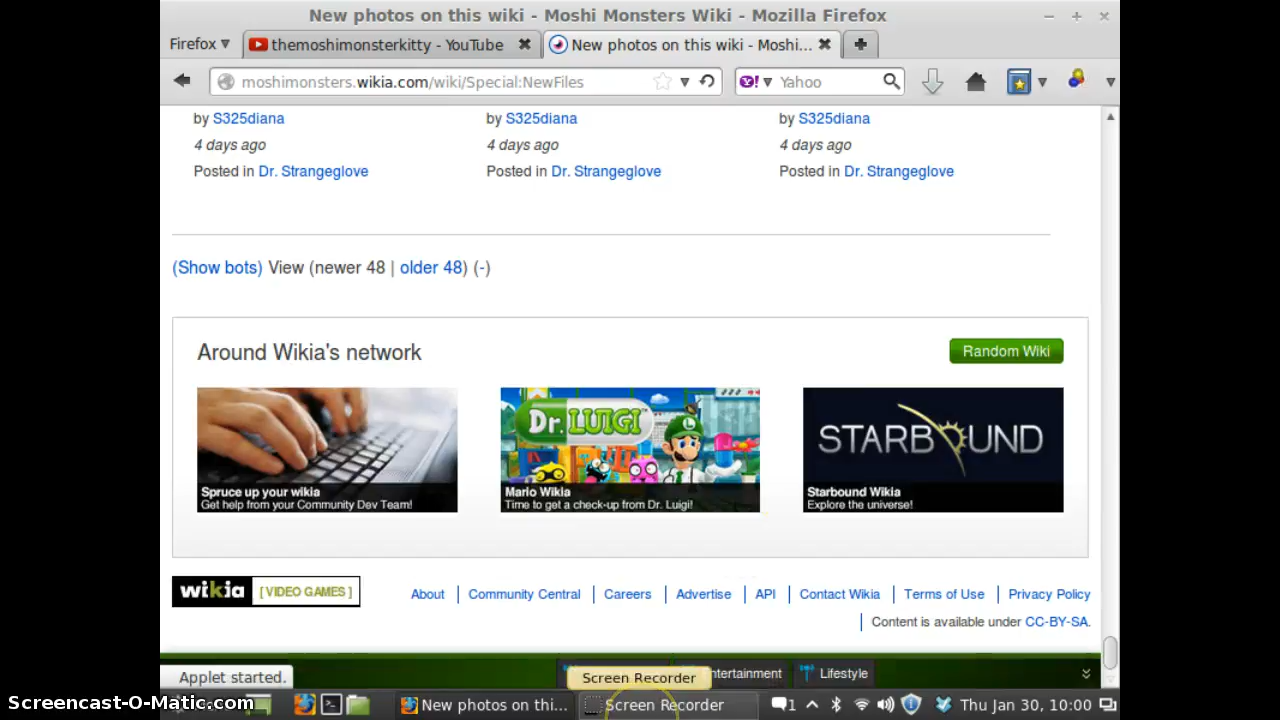 New photos on this wiki - Moshi Monsters Wiki - Mozilla Firefox
Firefox themoshimonsterkitty - YouTube New photos on this wiki - Moshi...
moshimonsters.wikia.com/wiki/Special:NewFiles Yahoo
by S325diana by S325diana by S325diana
4 days ago 4 days ago 4 days ago
Posted in Dr. Strangeglove Posted in Dr. Strangeglove Posted in Dr. Strangeglove
(Show bots) View (newer 48 | older 48) (-)
Around Wikia's network Random Wiki
Dr. LUIGI
STARBOUND
Spruce up your wikia Mario Wikia Starbound Wikia
Get help from your Community Dev Team! Time to get a check-up from Dr. Luigi! Explore the universe!
wikia [ VIDEO GAMES ] About Community Central Careers Advertise API Contact Wikia Terms of Use Privacy Policy
Content is available under CC-BY-SA.
Applet started. Screen Recorder ntertainment Lifestyle
Screencast-O-Matic.com New photos on thi... Screen Recorder 1 Thu Jan 30, 10:00